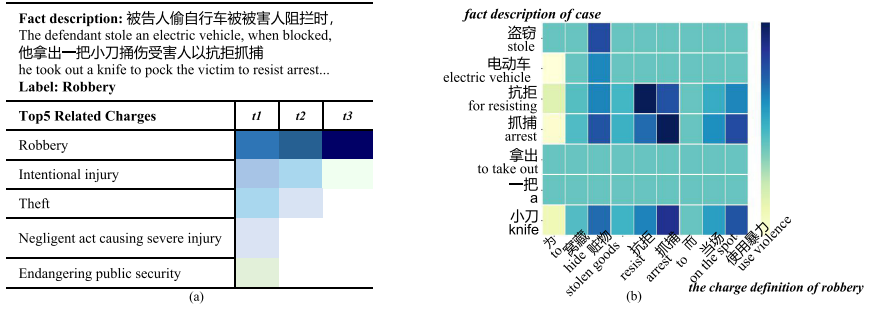 Fact description: 被告人偷自行车被被害人阻拦时，
The defendant stole an electric vehicle, when blocked,
他拿出一把小刀捅伤受害人以抗拒抓捕
he took out a knife to pock the victim to resist arrest...
Label: Robbery
Top5 Related Charges t1 t2 t3
Robbery
Intentional injury
Theft
Negligent act causing severe injury
Endangering public security
(a)
fact description of case
盗窃
stole
电动车
electric vehicle
抗拒
for resisting
抓捕
arrest
拿出
to take out
一把
a
小刀
knife
为
to
窝藏
hide
赃物
stolen goods
抗拒
resist
抓捕
arrest
而
to
当场
on the shot
使用暴力
use violence
the charge definition of robbery
(b)